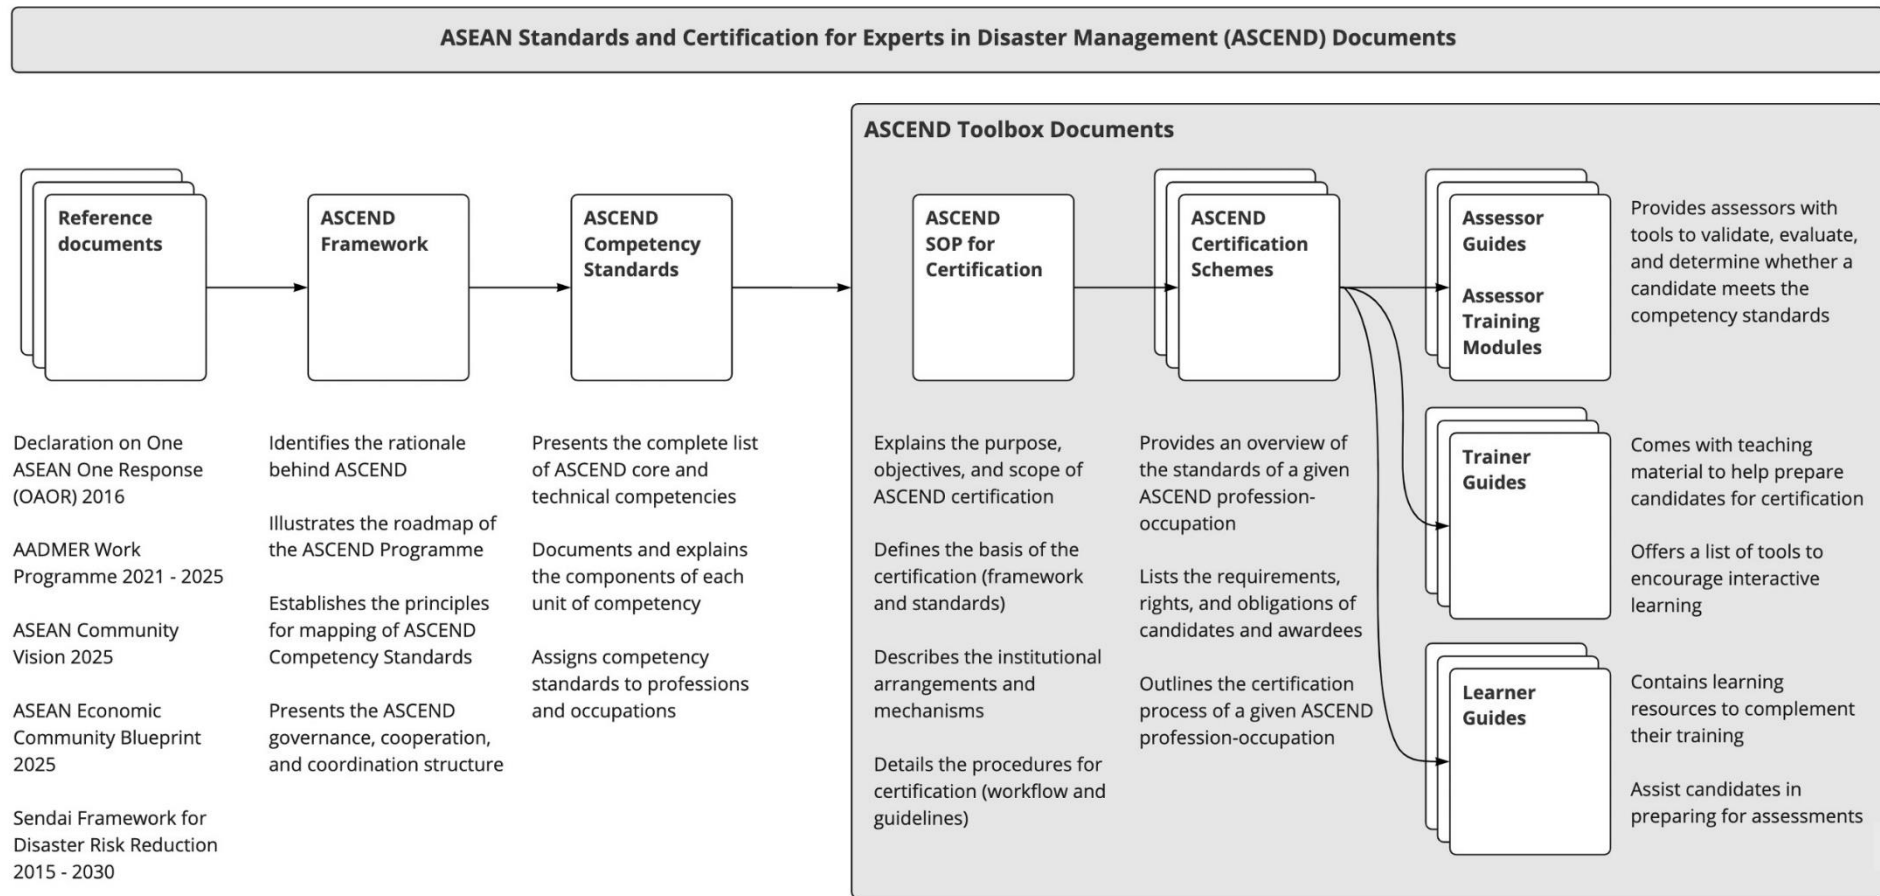 ASEAN Standards and Certification for Experts in Disaster Management (ASCEND) Documents
ASCEND Toolbox Documents
Reference
documents
ASCEND
Framework
ASCEND
Competency
Standards
ASCEND
SOP for
Certification
ASCEND
Certification
Schemes
Assessor
Guides
Assessor
Training
Modules
Provides assessors with
tools to validate, evaluate,
and determine whether a
candidate meets the
competency standards
Trainer
Guides
Comes with teaching
material to help prepare
candidates for certification
Offers a list of tools to
encourage interactive
learning
Learner
Guides
Contains learning
resources to complement
their training
Assist candidates in
preparing for assessments
Declaration on One
ASEAN One Response
(OAOR) 2016
AADMER Work
Programme 2021 - 2025
ASEAN Community
Vision 2025
ASEAN Economic
Community Blueprint
2025
Sendai Framework for
Disaster Risk Reduction
2015 - 2030
Identifies the rationale
behind ASCEND
Illustrates the roadmap of
the ASCEND Programme
Establishes the principles
for mapping of ASCEND
Competency Standards
Presents the ASCEND
governance, cooperation,
and coordination structure
Presents the complete list
of ASCEND core and
technical competencies
Documents and explains
the components of each
unit of competency
Assigns competency
standards to professions
and occupations
Explains the purpose,
objectives, and scope of
ASCEND certification
Defines the basis of the
certification (framework
and standards)
Describes the institutional
arrangements and
mechanisms
Details the procedures for
certification (workflow and
guidelines)
Provides an overview of
the standards of a given
ASCEND profession-
occupation
Lists the requirements,
rights, and obligations of
candidates and awardees
Outlines the certification
process of a given ASCEND
profession-occupation